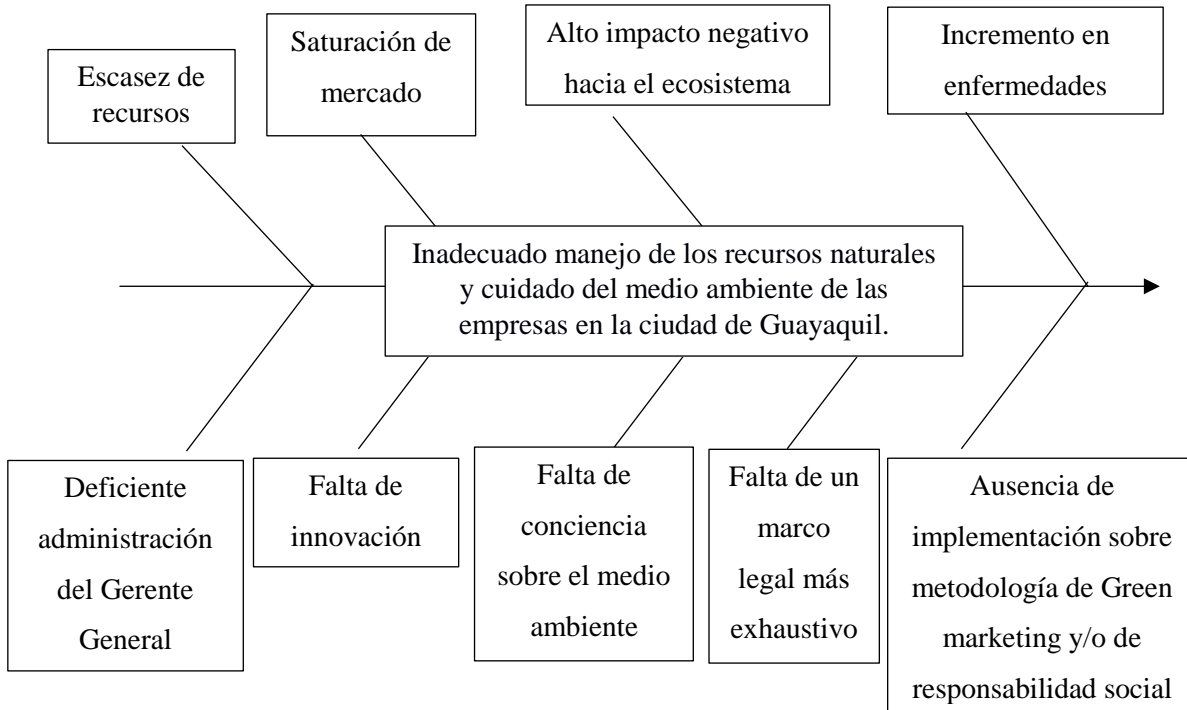 Escasez de
recursos
Saturación de
mercado
Alto impacto negativo
hacia el ecosistema
Incremento en
enfermedades
Inadecuado manejo de los recursos naturales
y cuidado del medio ambiente de las
empresas en la ciudad de Guayaquil.
Deficiente
administración
del Gerente
General
Falta de
innovación
Falta de
conciencia
sobre el medio
ambiente
Falta de un
marco
legal más
exhaustivo
Ausencia de
implementación sobre
metodología de Green
marketing y/o de
responsabilidad social